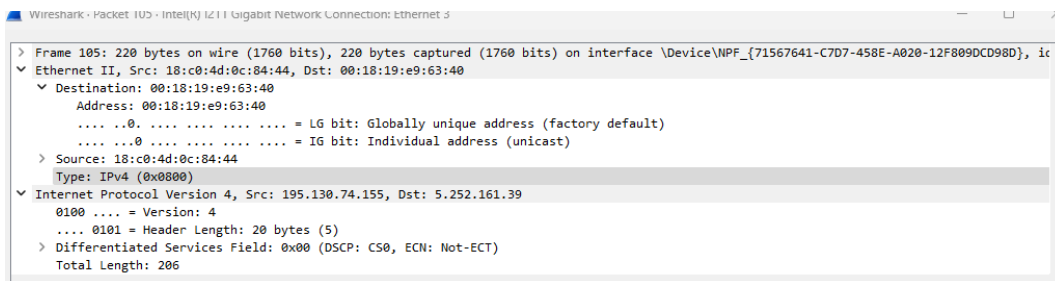 Wireshark · Packet 105 · Intel(R) I211 Gigabit Network Connection: Ethernet 3
> Frame 105: 220 bytes on wire (1760 bits), 220 bytes captured (1760 bits) on interface \Device\NPF_{71567641-C7D7-458E-A020-12F809DCD98D}, id
Ethernet II, Src: 18:c0:4d:0c:84:44, Dst: 00:18:19:e9:63:40
Destination: 00:18:19:e9:63:40
Address: 00:18:19:e9:63:40
.... ..0. .... .... .... .... = LG bit: Globally unique address (factory default)
.... ...0 .... .... .... .... = IG bit: Individual address (unicast)
> Source: 18:c0:4d:0c:84:44
Type: IPv4 (0x0800)
Internet Protocol Version 4, Src: 195.130.74.155, Dst: 5.252.161.39
0100 .... = Version: 4
.... 0101 = Header Length: 20 bytes (5)
> Differentiated Services Field: 0x00 (DSCP: CS0, ECN: Not-ECT)
Total Length: 206